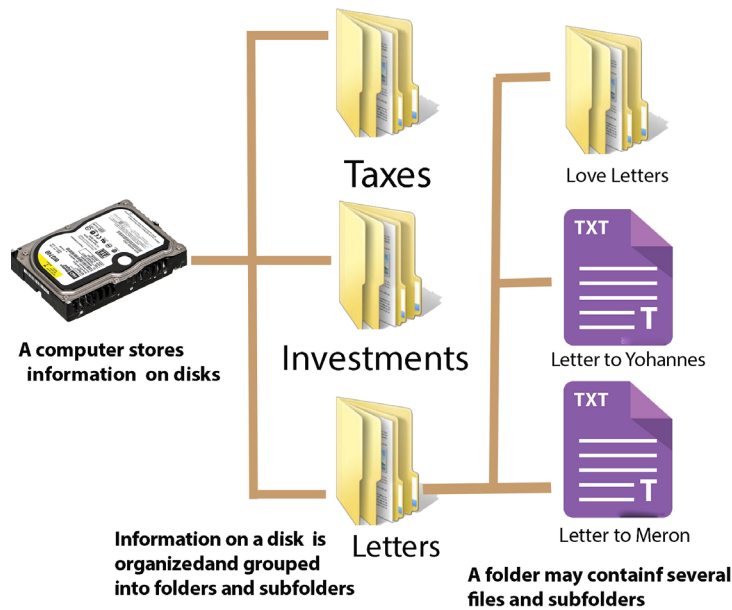 Taxes
Love Letters
TXT
A computer stores
information on disks
Investments
Letter to Yohannes
TXT
Letters
Letter to Meron
Information on a disk is
organizedand grouped
into folders and subfolders
A folder may containf several
files and subfolders